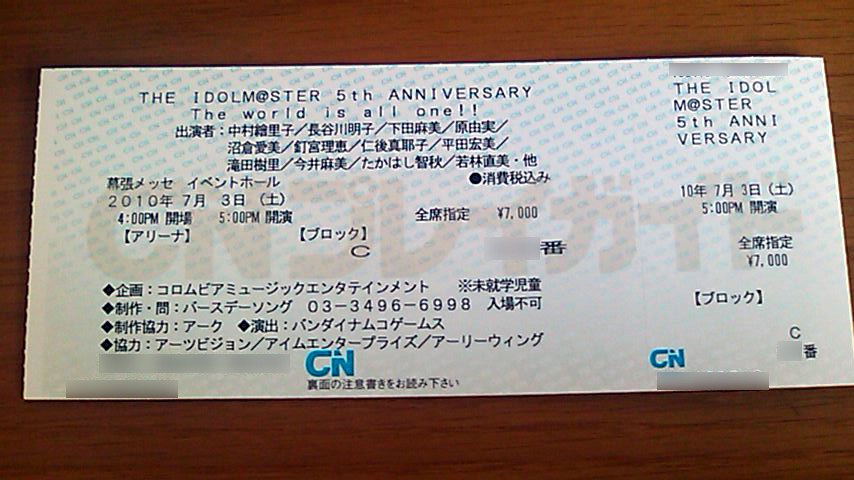 THE IDOLM@STER 5th ANNIVERSARY
The world is all one!!
出演者：中村繪里子／長谷川明子／下田麻美／原由実／
沼倉愛美／釘宮理恵／仁後真耶子／平田宏美／
滝田樹里／今井麻美／たかはし智秋／若林直美・他
幕張メッセ イベントホール ●消費税込み
2010年 7月 3日（土）
4:00PM 開場 5:00PM 開演 全席指定 ¥7,000
【アリーナ】 【ブロック】
C 番
◆企画：コロムビアミュージックエンタテインメント ※未就学児童
◆制作・問：バースデーソング 03-3496-6998 入場不可
◆制作協力：アーク ◆演出：バンダイナムコゲームス
◆協力：アーツビジョン／アイムエンタープライズ／アーリーウィング
CN
裏面の注意書きをお読み下さい
THE IDOL
M@STER
5th ANNI
VERSARY
10年 7月 3日（土）
5:00PM 開演
全席指定
¥7,000
【ブロック】
C
番
CN
CNプレイガイド